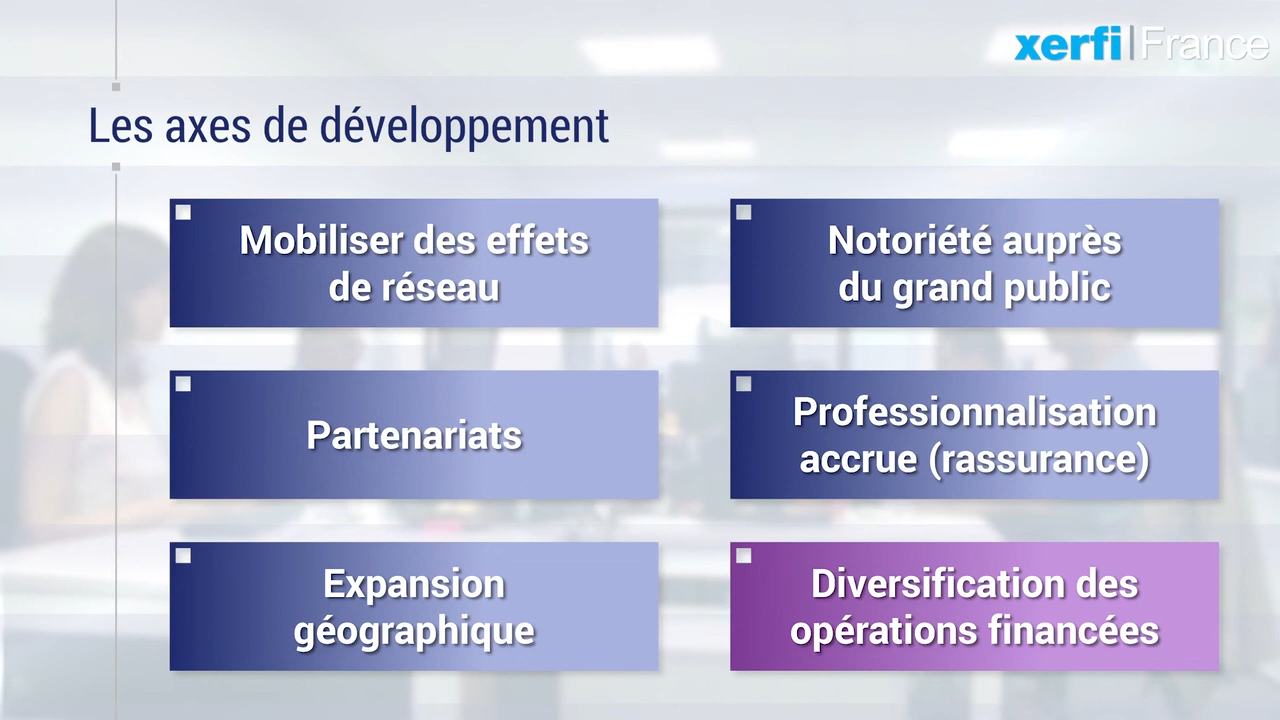 xerfi France
Les axes de développement
Mobiliser des effets
de réseau
Notoriété auprès
du grand public
Partenariats
Professionnalisation
accrue (rassurance)
Expansion
géographique
Diversification des
opérations financées